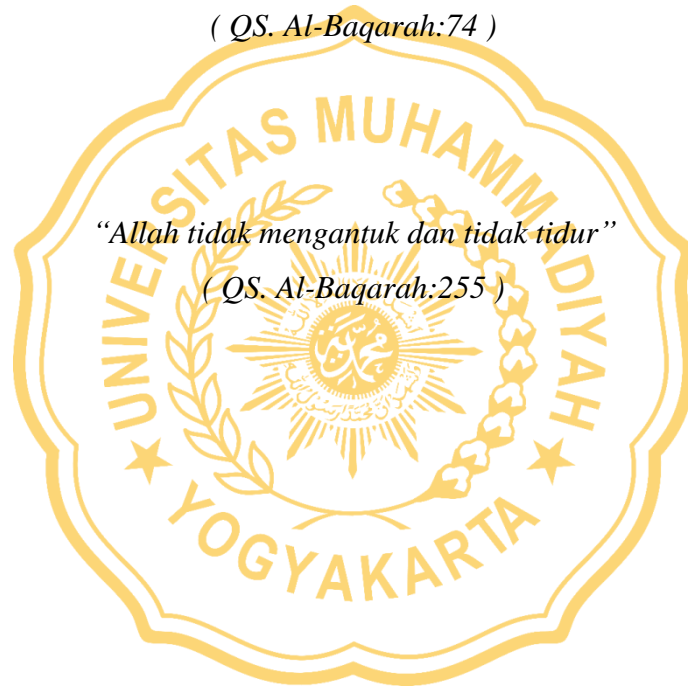 ( QS. Al-Baqarah:74 )
UNIVERSITAS MUHAMMADIYAH
“Allah tidak mengantuk dan tidak tidur”
( QS. Al-Baqarah:255 )
YOGYAKARTA